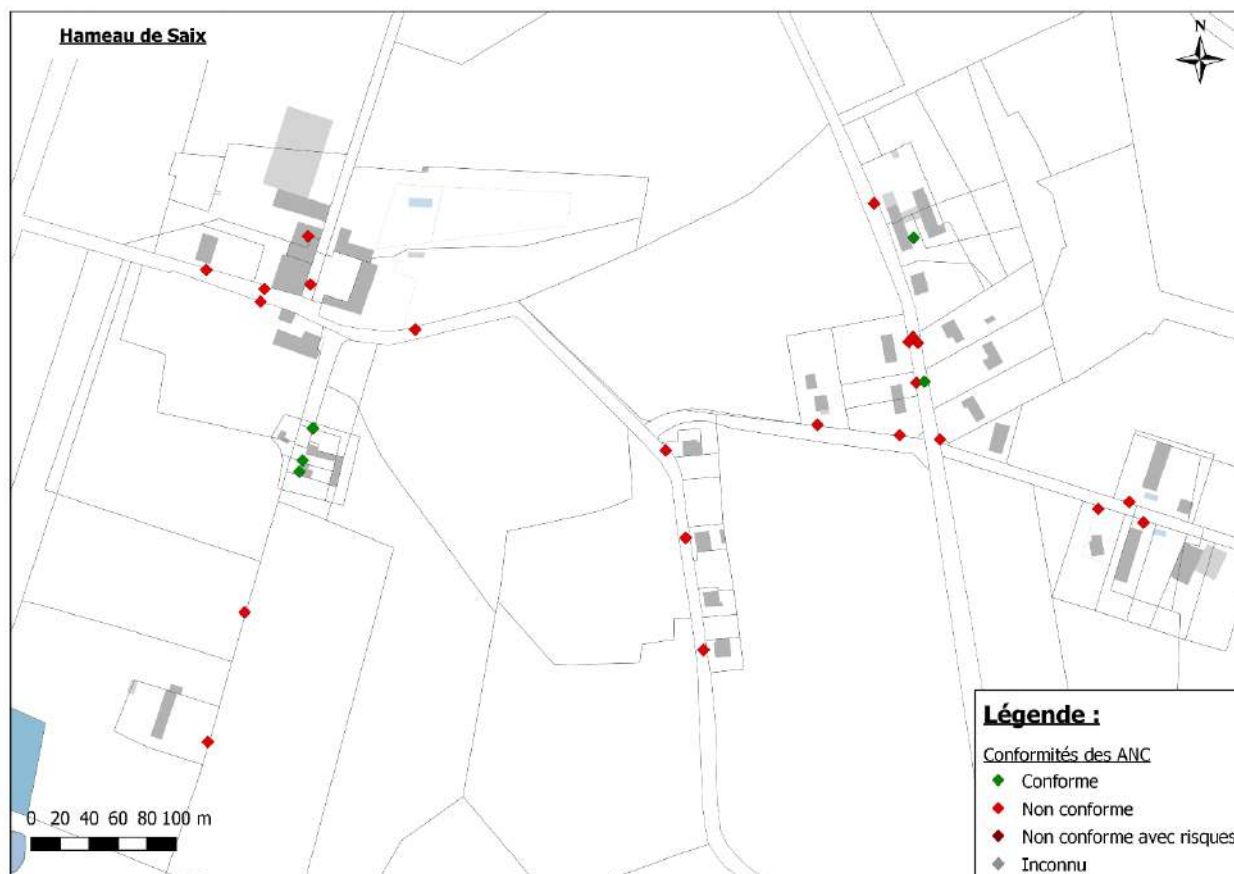 Hameau de Saix
N
Légende :
Conformités des ANC
Conforme
Non conforme
Non conforme avec risques
Inconnu
0 20 40 60 80 100 m